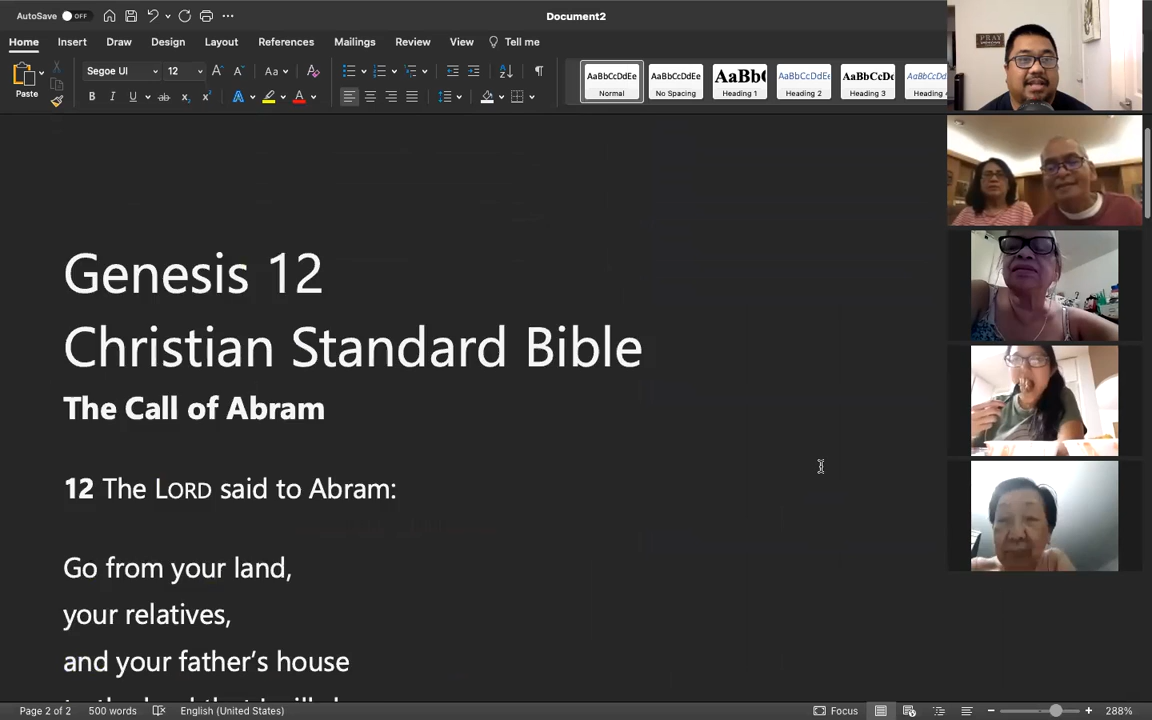 AutoSave OFF
Document2
Home Insert Draw Design Layout References Mailings Review View Tell me
Paste
Segoe UI 12
AaBbCcDdEe Normal
AaBbCcDdEe No Spacing
Heading 1
AaBbCcDdEe Heading 2
Heading 3
Heading
PRAY
Genesis 12
Christian Standard Bible
The Call of Abram
12 The LORD said to Abram:
Go from your land,
your relatives,
and your father’s house
Page 2 of 2 500 words English (United States) Focus 288%